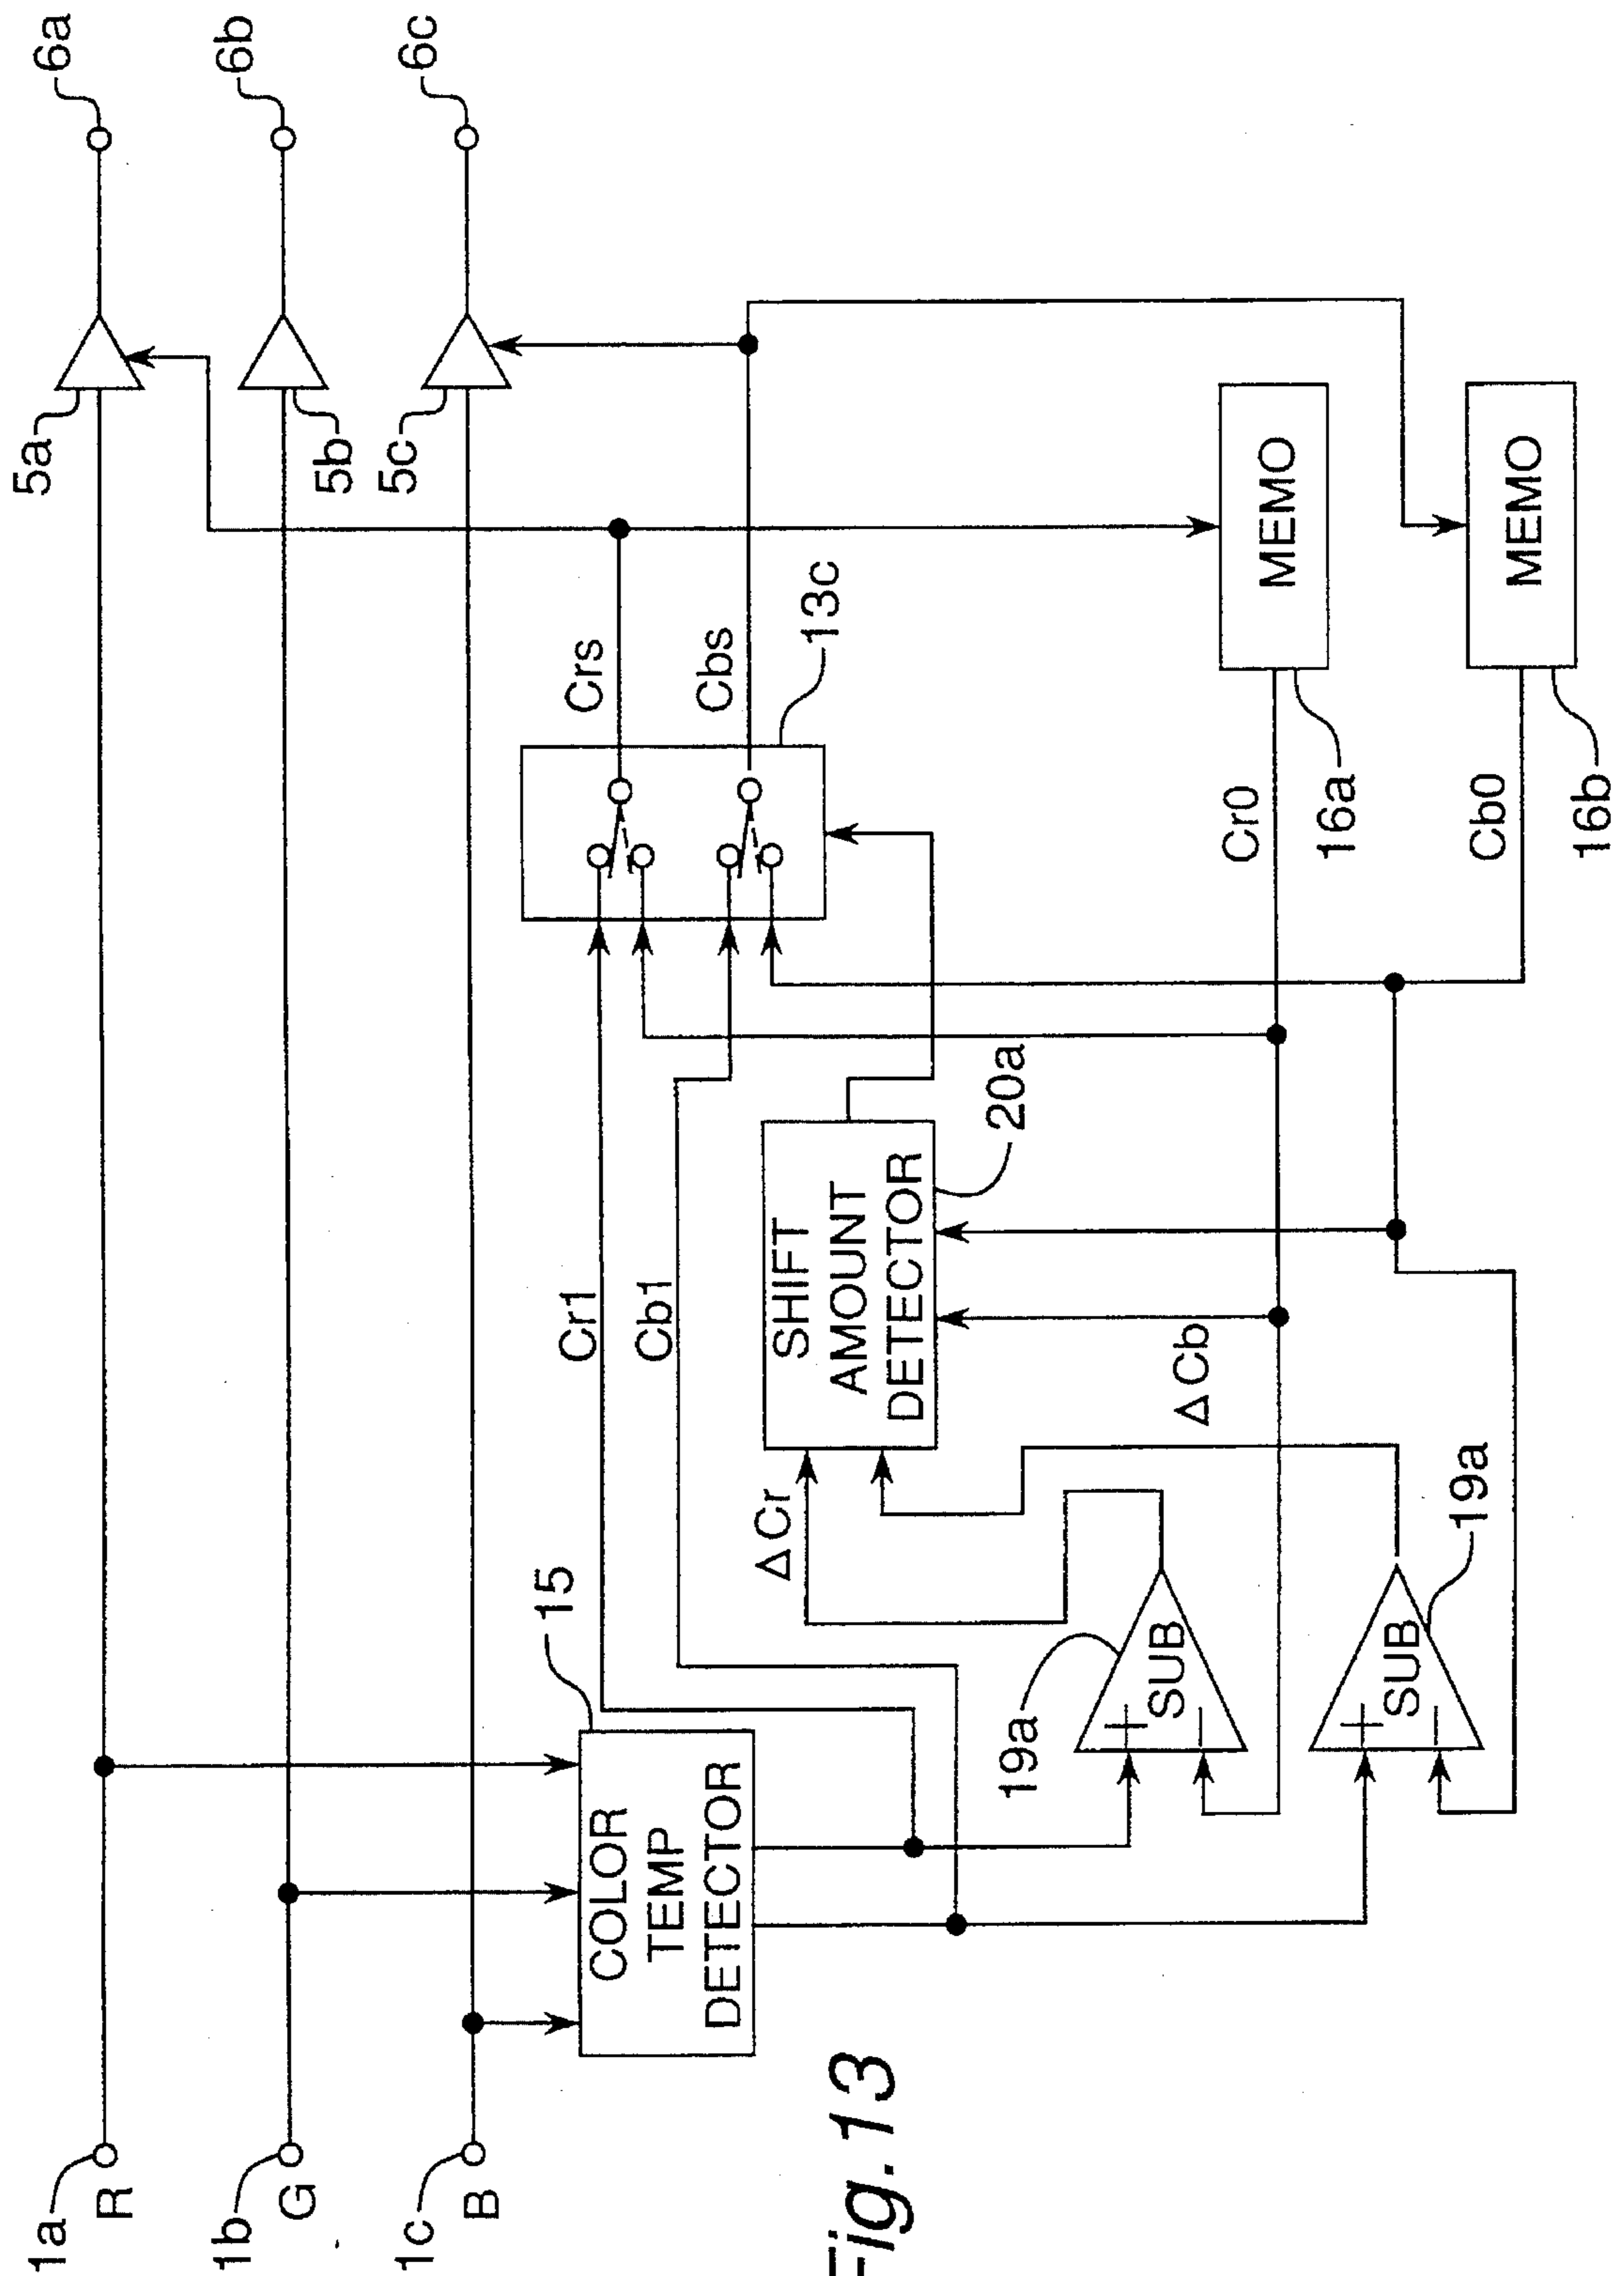 1a
R
5a
6a
1b
G
5b
6b
1c
B
5c
6c
15
COLOR
TEMP
DETECTOR
Cr1
Cb1
Crs
Cbs
13c
ΔCr
SHIFT
AMOUNT
DETECTOR
20a
19a
SUB
+
−
ΔCb
Cr0
16a
MEMO
SUB
+
−
19a
Cb0
16b
MEMO
Fig. 13